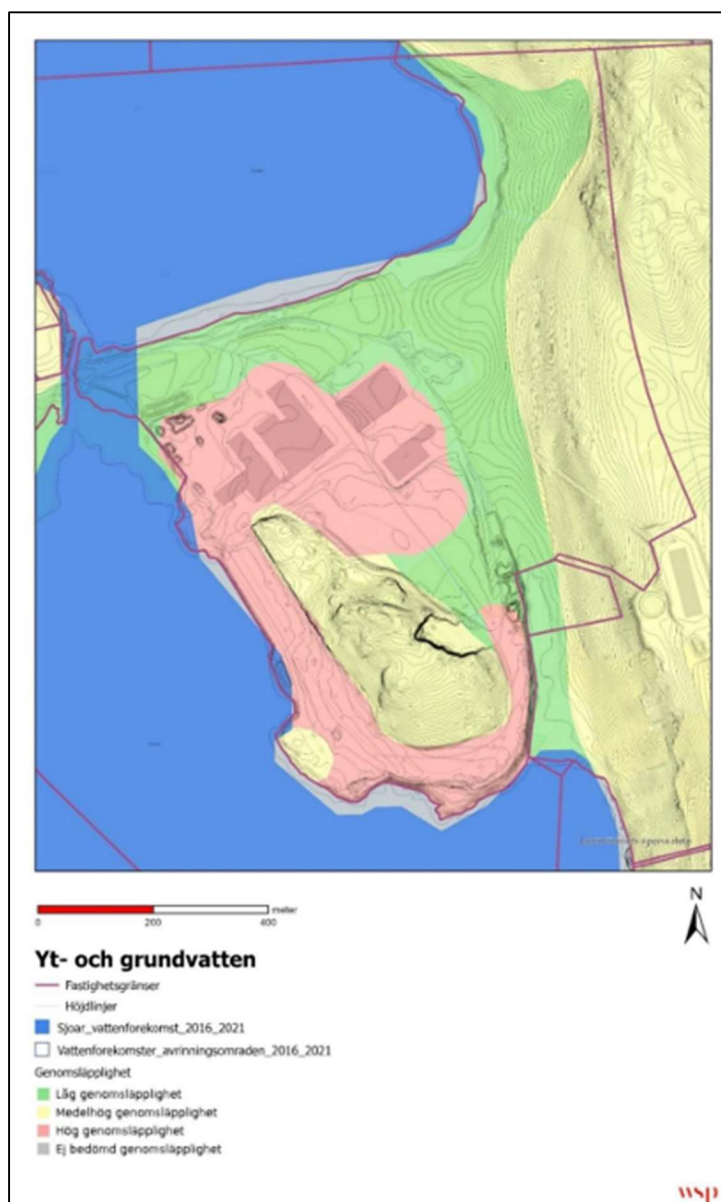 N
meter
0 200 400
Yt- och grundvatten
Fastighetsgränser
Höjdlinjer
Sjoar_vattenforekomst_2016_2021
Vattenforekomster_avrinningsomraden_2016_2021
Genomsläpplighet
Låg genomsläpplighet
Medelhög genomsläpplighet
Hög genomsläpplighet
Ej bedömd genomsläpplighet
wsp